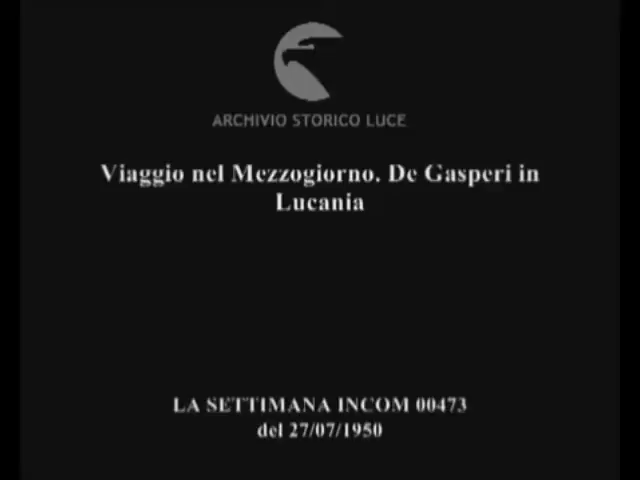 ARCHIVIO STORICO LUCE
Viaggio nel Mezzogiorno. De Gasperi in
Lucania
LA SETTIMANA INCOM 00473
del 27/07/1950